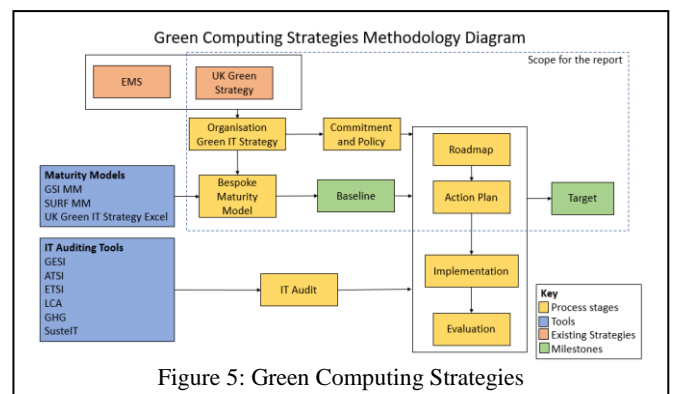 Green Computing Strategies Methodology Diagram
Scope for the report
EMS
UK Green
Strategy
Organisation
Green IT Strategy
Commitment
and Policy
Roadmap
Maturity Models
GSI MM
SURF MM
UK Green IT Strategy Excel
Bespoke
Maturity
Model
Baseline
Action Plan
Target
IT Auditing Tools
GESI
ATSI
ETSI
LCA
GHG
SusteIT
IT Audit
Implementation
Evaluation
Key
Process stages
Tools
Existing Strategies
Milestones
Figure 5: Green Computing Strategies